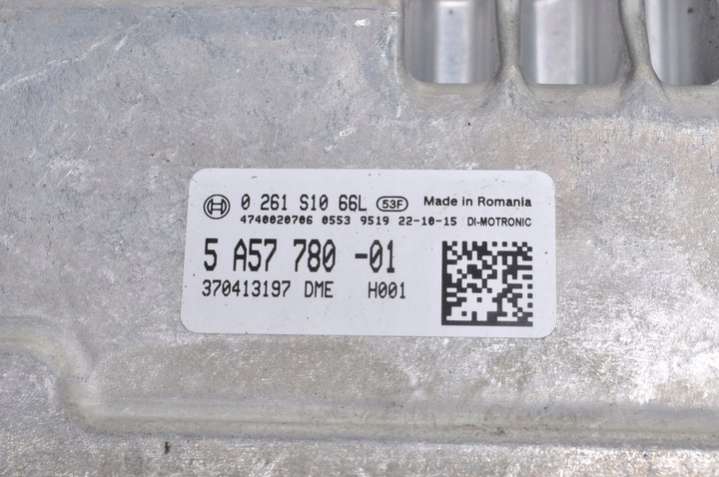 0 261 S10 66L 53F Made in Romania
4740020706 0553 9519 22-10-15 DI-MOTRONIC
5 A57 780 -01
370413197 DME H001